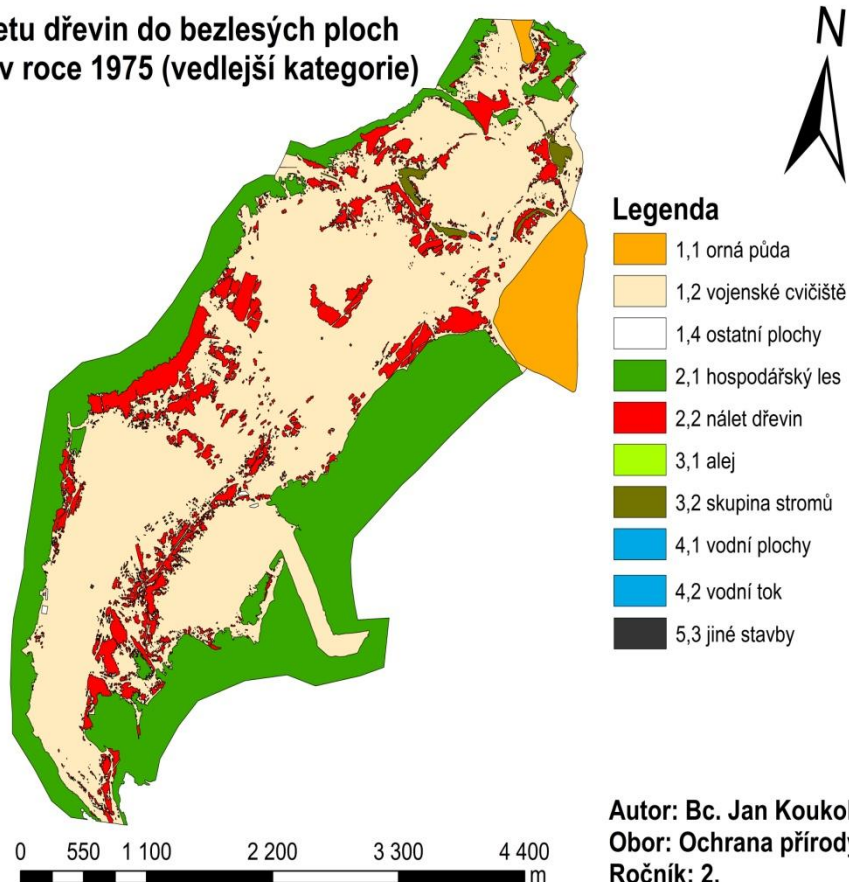 etu dřevin do bezlesých ploch
v roce 1975 (vedlejší kategorie)
N
Legenda
1,1 orná půda
1,2 vojenské cvičiště
1,4 ostatní plochy
2,1 hospodářský les
2,2 nálet dřevin
3,1 alej
3,2 skupina stromů
4,1 vodní plochy
4,2 vodní tok
5,3 jiné stavby
Autor: Bc. Jan Koukol
Obor: Ochrana přírody
Ročník: 2.
0 550 1 100 2 200 3 300 4 400
m